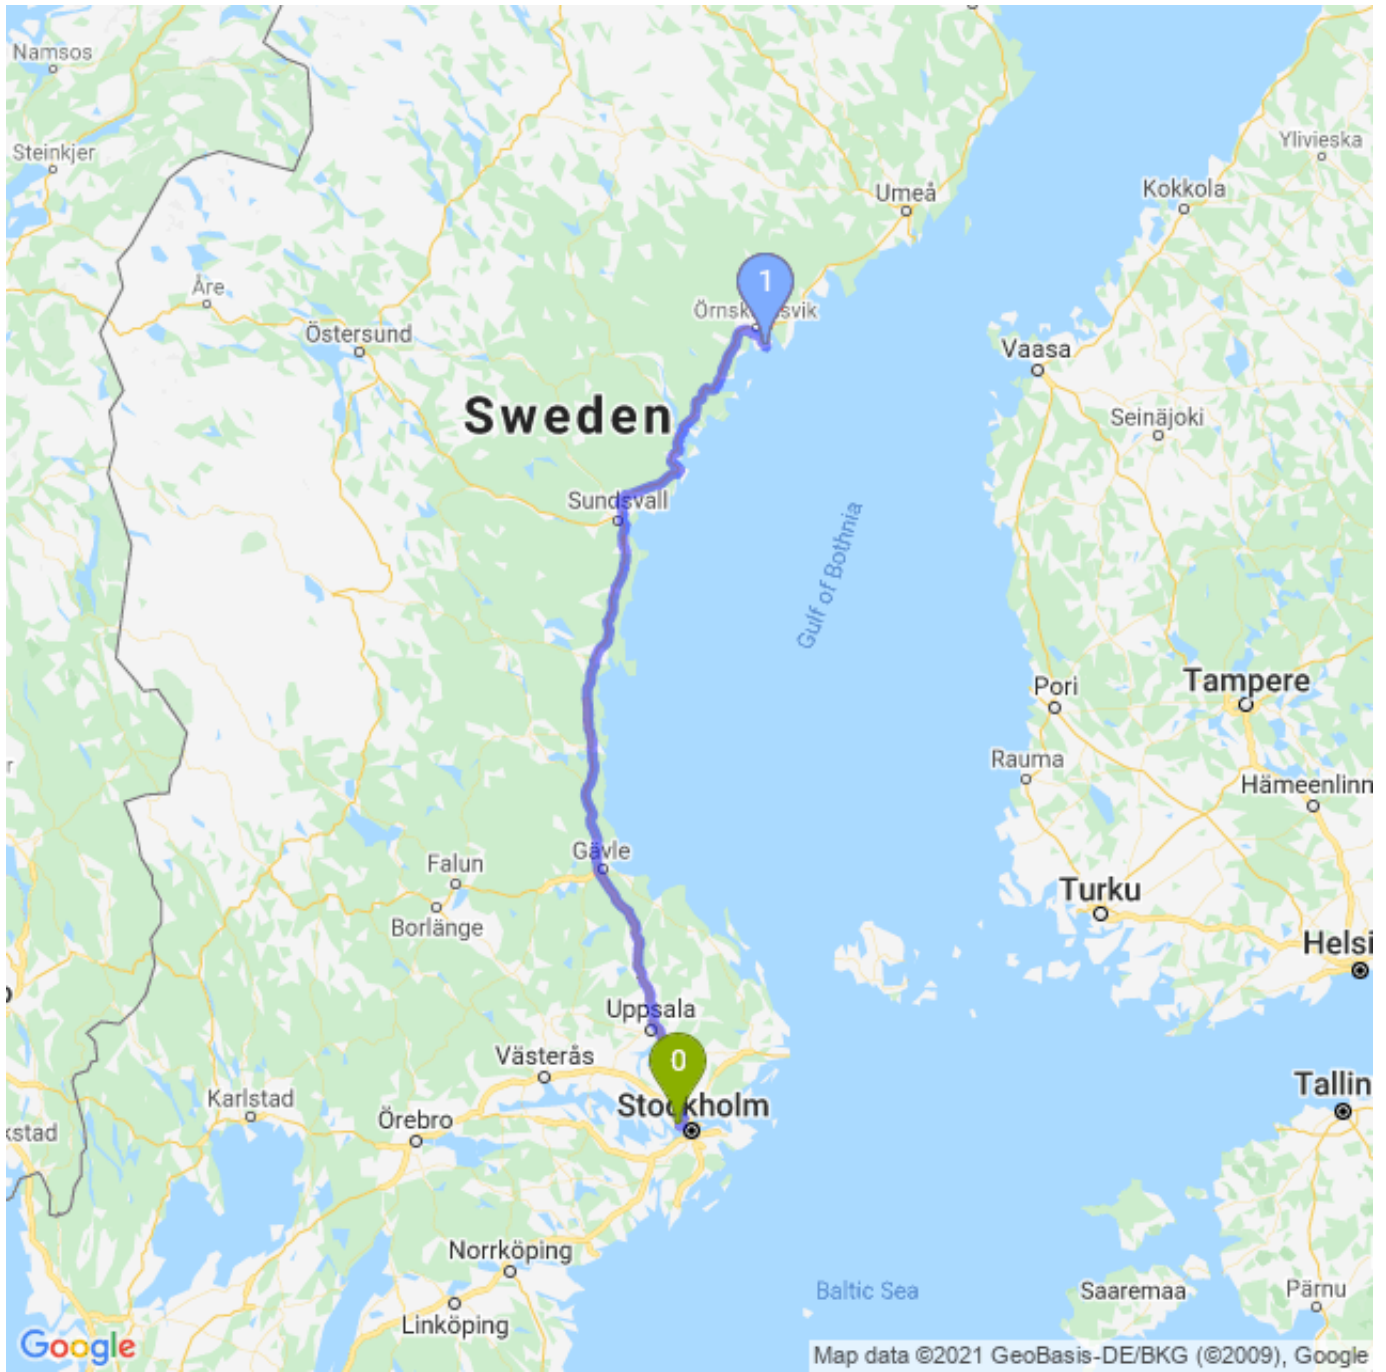 Namsos
Steinkjer
Ylivieska
Kokkola
Umeå
1
Åre
Östersund
Vaasa
Sweden
Seinäjoki
Sundsvall
Gulf of Bothnia
Pori
Tampere
Rauma
Hämeenlinn
Gävle
Falun
Borlänge
Turku
Helsi
Uppsala
0
Västerås
Stockholm
Karlstad
Örebro
Tallin
kstad
Norrköping
Linköping
Baltic Sea
Saaremaa
Pärnu
Google
Map data ©2021 GeoBasis-DE/BKG (©2009), Google